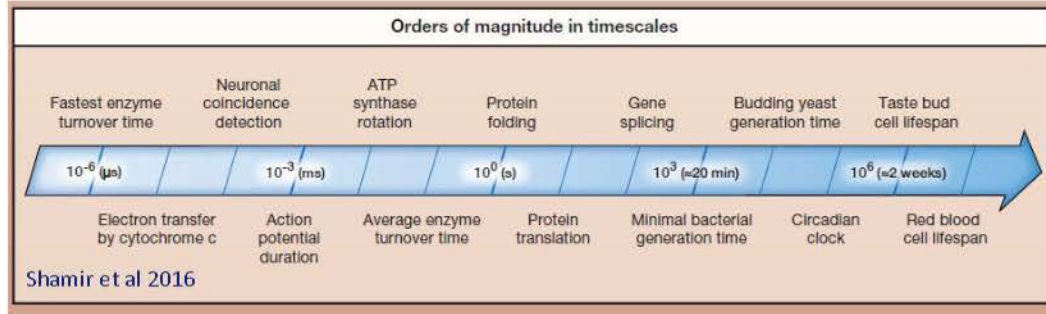 Orders of magnitude in timescales
Fastest enzyme
turnover time
Neuronal
coincidence
detection
ATP
synthase
rotation
Protein
folding
Gene
splicing
Budding yeast
generation time
Taste bud
cell lifespan
10⁻⁶ (µs)
10⁻³ (ms)
10⁰ (s)
10³ (≈20 min)
10⁶ (≈2 weeks)
Electron transfer
by cytochrome c
Action
potential
duration
Average enzyme
turnover time
Protein
translation
Minimal bacterial
generation time
Circadian
clock
Red blood
cell lifespan
Shamir et al 2016